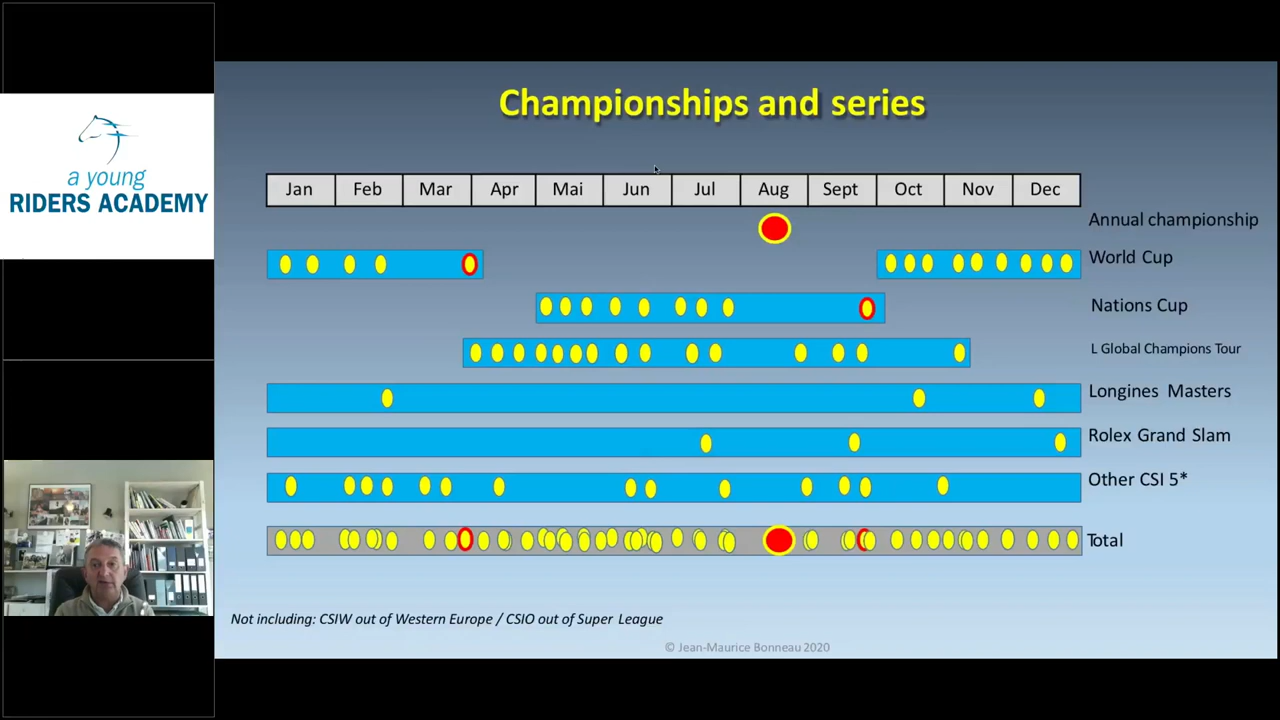 a young
RIDERS ACADEMY
Championships and series
Jan Feb Mar Apr Mai Jun Jul Aug Sept Oct Nov Dec
Annual championship
World Cup
Nations Cup
L Global Champions Tour
Longines Masters
Rolex Grand Slam
Other CSI 5*
Total
Not including: CSIW out of Western Europe / CSIO out of Super League
© Jean-Maurice Bonneau 2020